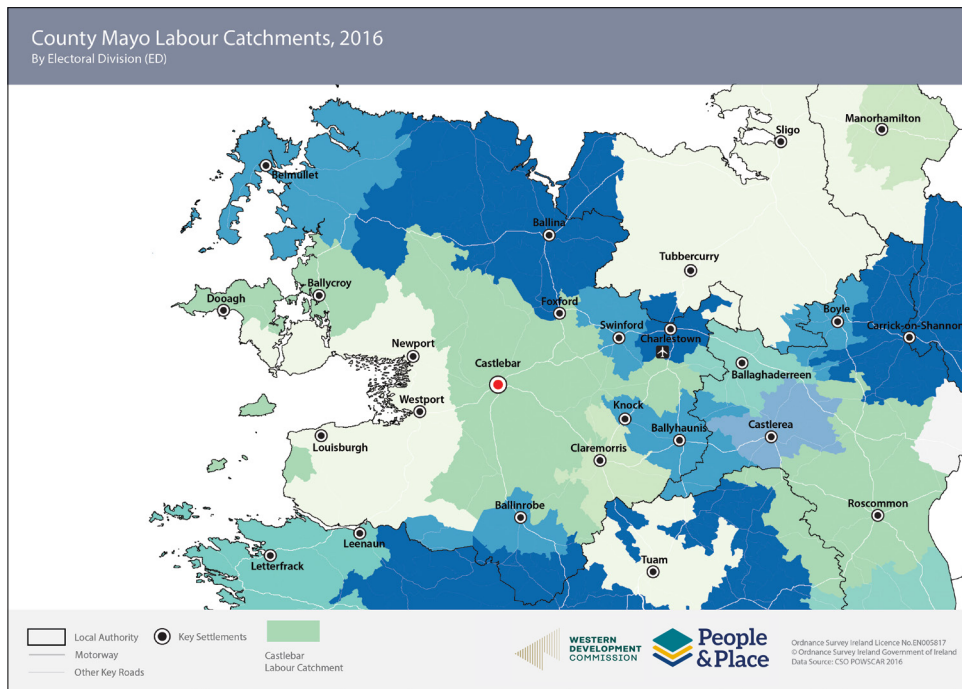 County Mayo Labour Catchments, 2016
By Electoral Division (ED)
Manorhamilton
Sligo
Belmullet
Ballina
Tubbercurry
Dooagh
Ballycroy
Foxford
Boyle
Swinford
Carrick-on-Shannon
Charlestown
Newport
Castlebar
Ballaghaderreen
Westport
Knock
Ballyhaunis
Castlerea
Louisburgh
Claremorris
Ballinrobe
Roscommon
Leenaun
Letterfrack
Tuam
Local Authority
Key Settlements
Motorway
Other Key Roads
Castlebar
Labour Catchment
WESTERN
DEVELOPMENT
COMMISSION
People
&Place
Ordnance Survey Ireland Licence No.EN005817
© Ordnance Survey Ireland Government of Ireland
Data Source: CSO POWSCAR 2016